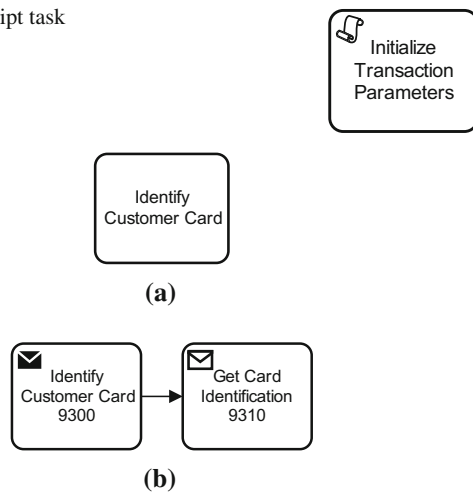 ipt task
Initialize
Transaction
Parameters
Identify
Customer Card
(a)
Identify
Customer Card
9300
Get Card
Identification
9310
(b)